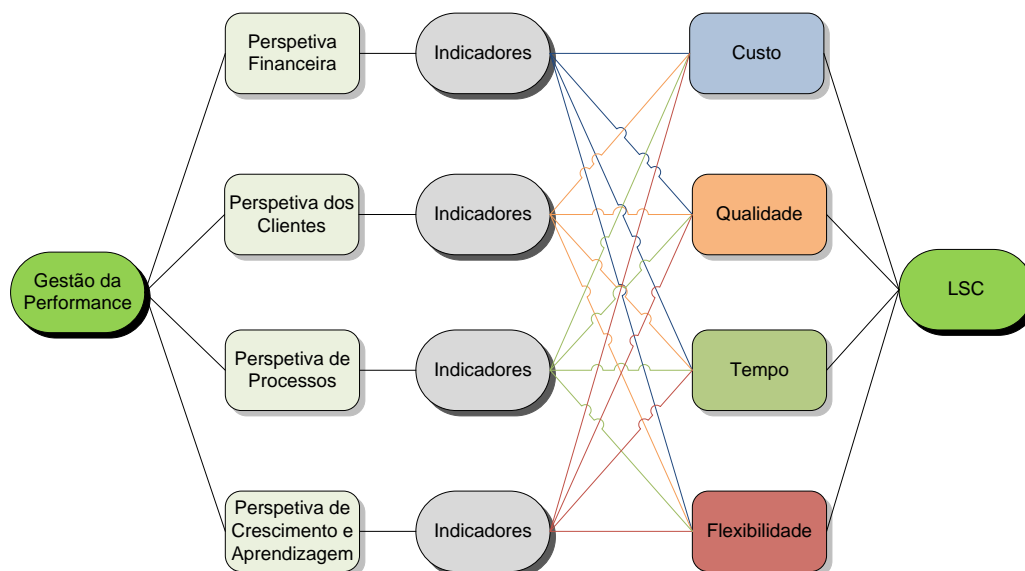 Perspetiva
Financeira
Indicadores
Custo
Perspetiva dos
Clientes
Indicadores
Qualidade
Gestão da
Performance
LSC
Perspetiva de
Processos
Indicadores
Tempo
Perspetiva de
Crescimento e
Aprendizagem
Indicadores
Flexibilidade